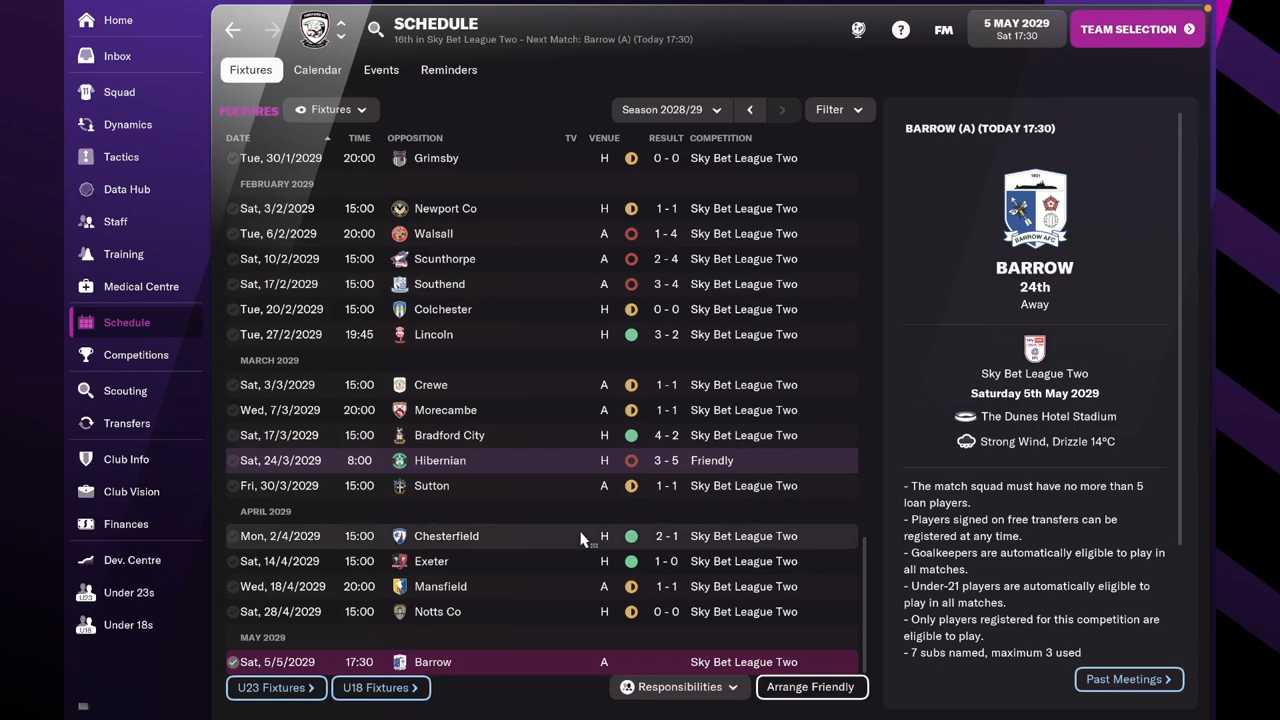 Home
Inbox
Squad
Dynamics
Tactics
Data Hub
Staff
Training
Medical Centre
Schedule
Competitions
Scouting
Transfers
Club Info
Club Vision
Finances
Dev. Centre
Under 23s
U23
Under 18s
U18
SCHEDULE
16th in Sky Bet League Two - Next Match: Barrow (A) (Today 17:30)
?
FM
5 MAY 2029
Sat 17:30
TEAM SELECTION
Fixtures
Calendar
Events
Reminders
FIXTURES
Fixtures
Season 2028/29
Filter
DATE TIME OPPOSITION TV VENUE RESULT COMPETITION
Tue, 30/1/2029 20:00 Grimsby H 0 - 0 Sky Bet League Two
FEBRUARY 2029
Sat, 3/2/2029 15:00 Newport Co H 1 - 1 Sky Bet League Two
Tue, 6/2/2029 20:00 Walsall A 1 - 4 Sky Bet League Two
Sat, 10/2/2029 15:00 Scunthorpe A 2 - 4 Sky Bet League Two
Sat, 17/2/2029 15:00 Southend A 3 - 4 Sky Bet League Two
Tue, 20/2/2029 15:00 Colchester H 0 - 0 Sky Bet League Two
Tue, 27/2/2029 19:45 Lincoln H 3 - 2 Sky Bet League Two
MARCH 2029
Sat, 3/3/2029 15:00 Crewe A 1 - 1 Sky Bet League Two
Wed, 7/3/2029 20:00 Morecambe A 1 - 1 Sky Bet League Two
Sat, 17/3/2029 15:00 Bradford City H 4 - 2 Sky Bet League Two
Sat, 24/3/2029 8:00 Hibernian H 3 - 5 Friendly
Fri, 30/3/2029 15:00 Sutton A 1 - 1 Sky Bet League Two
APRIL 2029
Mon, 2/4/2029 15:00 Chesterfield H 2 - 1 Sky Bet League Two
Sat, 14/4/2029 15:00 Exeter H 1 - 0 Sky Bet League Two
Wed, 18/4/2029 20:00 Mansfield A 1 - 1 Sky Bet League Two
Sat, 28/4/2029 15:00 Notts Co H 0 - 0 Sky Bet League Two
MAY 2029
Sat, 5/5/2029 17:30 Barrow A Sky Bet League Two
U23 Fixtures
U18 Fixtures
Responsibilities
Arrange Friendly
BARROW (A) (TODAY 17:30)
1901
BARROW AFC
BARROW
24th
Away
Sky Bet League Two
Saturday 5th May 2029
The Dunes Hotel Stadium
Strong Wind, Drizzle 14ºC
- The match squad must have no more than 5
loan players.
- Players signed on free transfers can be
registered at any time.
- Goalkeepers are automatically eligible to play in
all matches.
- Under-21 players are automatically eligible to
play in all matches.
- Only players registered for this competition are
eligible to play.
- 7 subs named, maximum 3 used
Past Meetings